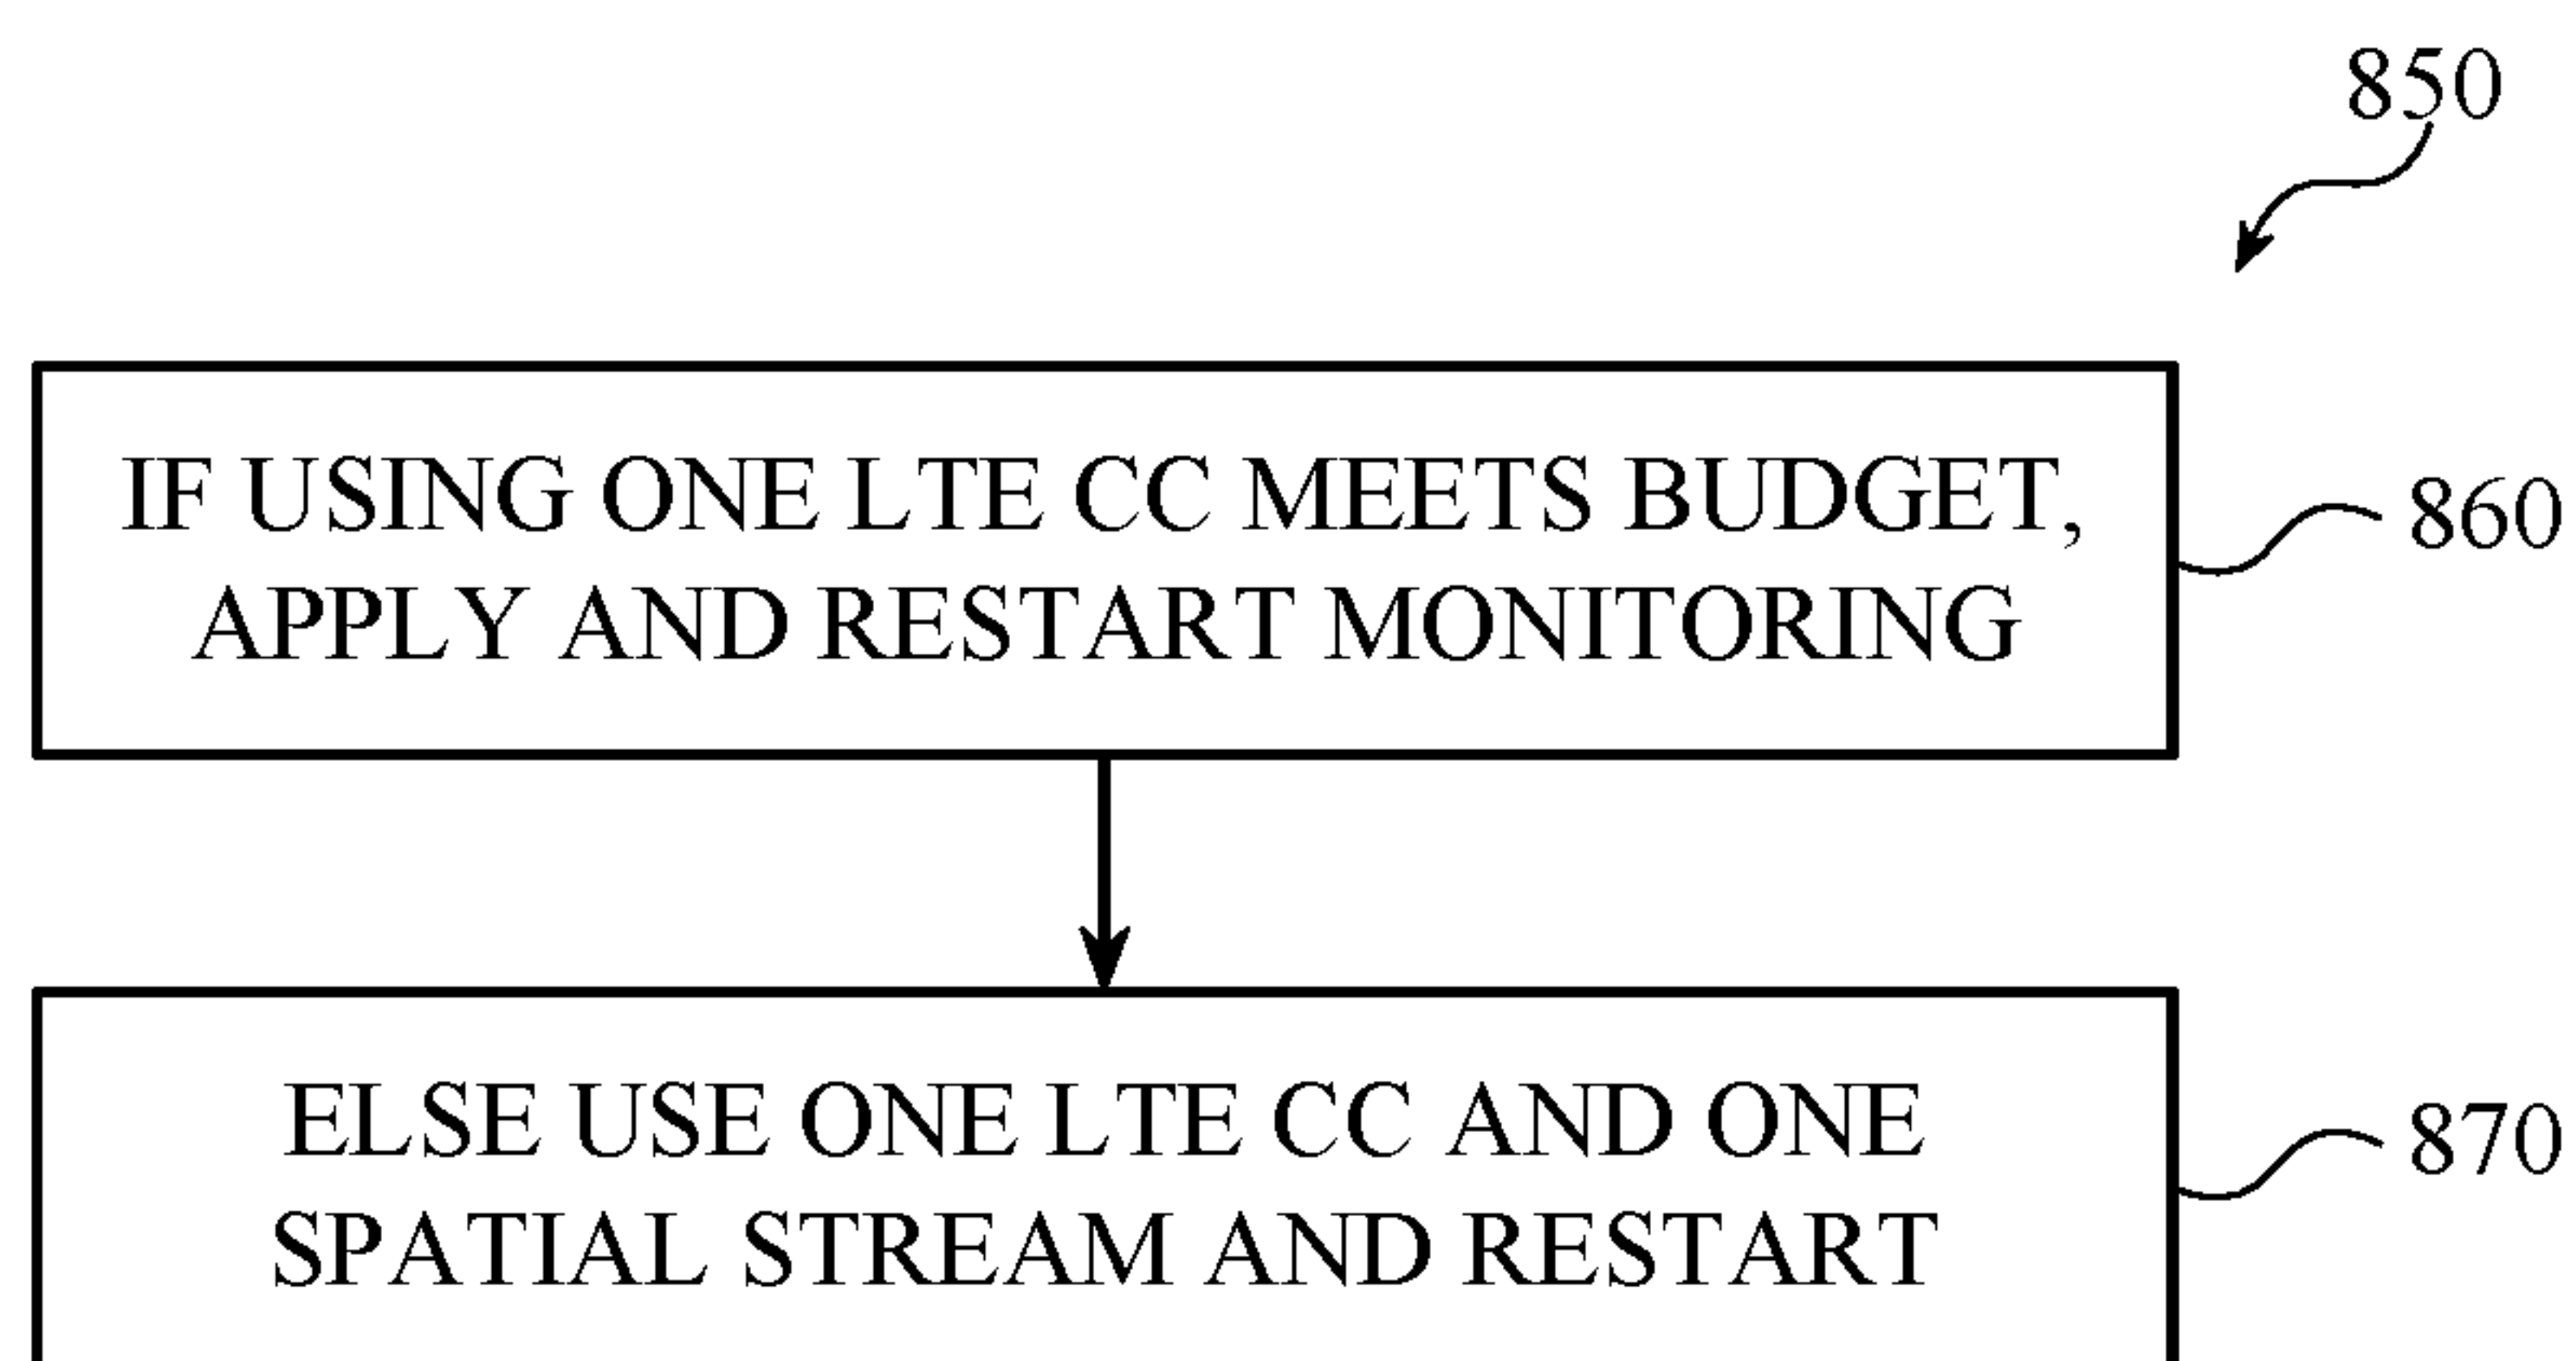 850
IF USING ONE LTE CC MEETS BUDGET,
APPLY AND RESTART MONITORING
860
ELSE USE ONE LTE CC AND ONE
SPATIAL STREAM AND RESTART
870